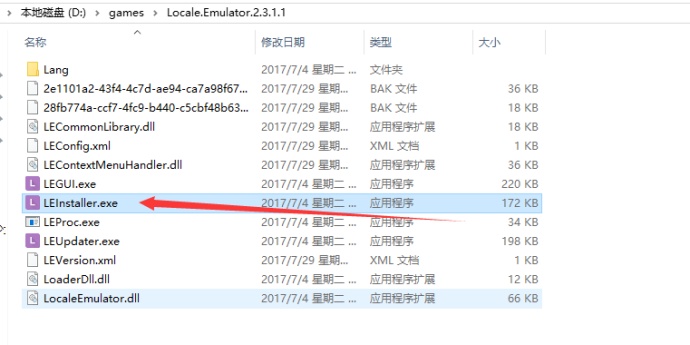 本地磁盘 (D:) › games › Locale.Emulator.2.3.1.1
名称 修改日期 类型 大小
Lang 2017/7/4 星期二 ... 文件夹
2e1101a2-43f4-4c7d-ae94-ca7a98f67... 2017/7/29 星期... BAK 文件 36 KB
28fb774a-ccf7-4fc9-b440-c5cbf48b63... 2017/7/29 星期... BAK 文件 18 KB
LECommonLibrary.dll 2017/7/4 星期二 ... 应用程序扩展 18 KB
LEConfig.xml 2017/7/29 星期... XML 文档 1 KB
LEContextMenuHandler.dll 2017/7/29 星期... 应用程序扩展 36 KB
LEGUI.exe 2017/7/4 星期二 ... 应用程序 220 KB
LEInstaller.exe 2017/7/4 星期二 ... 应用程序 172 KB
LEProc.exe 2017/7/4 星期二 ... 应用程序 34 KB
LEUpdater.exe 2017/7/4 星期二 ... 应用程序 198 KB
LEVersion.xml 2017/7/29 星期... XML 文档 1 KB
LoaderDll.dll 2017/7/4 星期二 ... 应用程序扩展 12 KB
LocaleEmulator.dll 2017/7/4 星期二 ... 应用程序扩展 66 KB